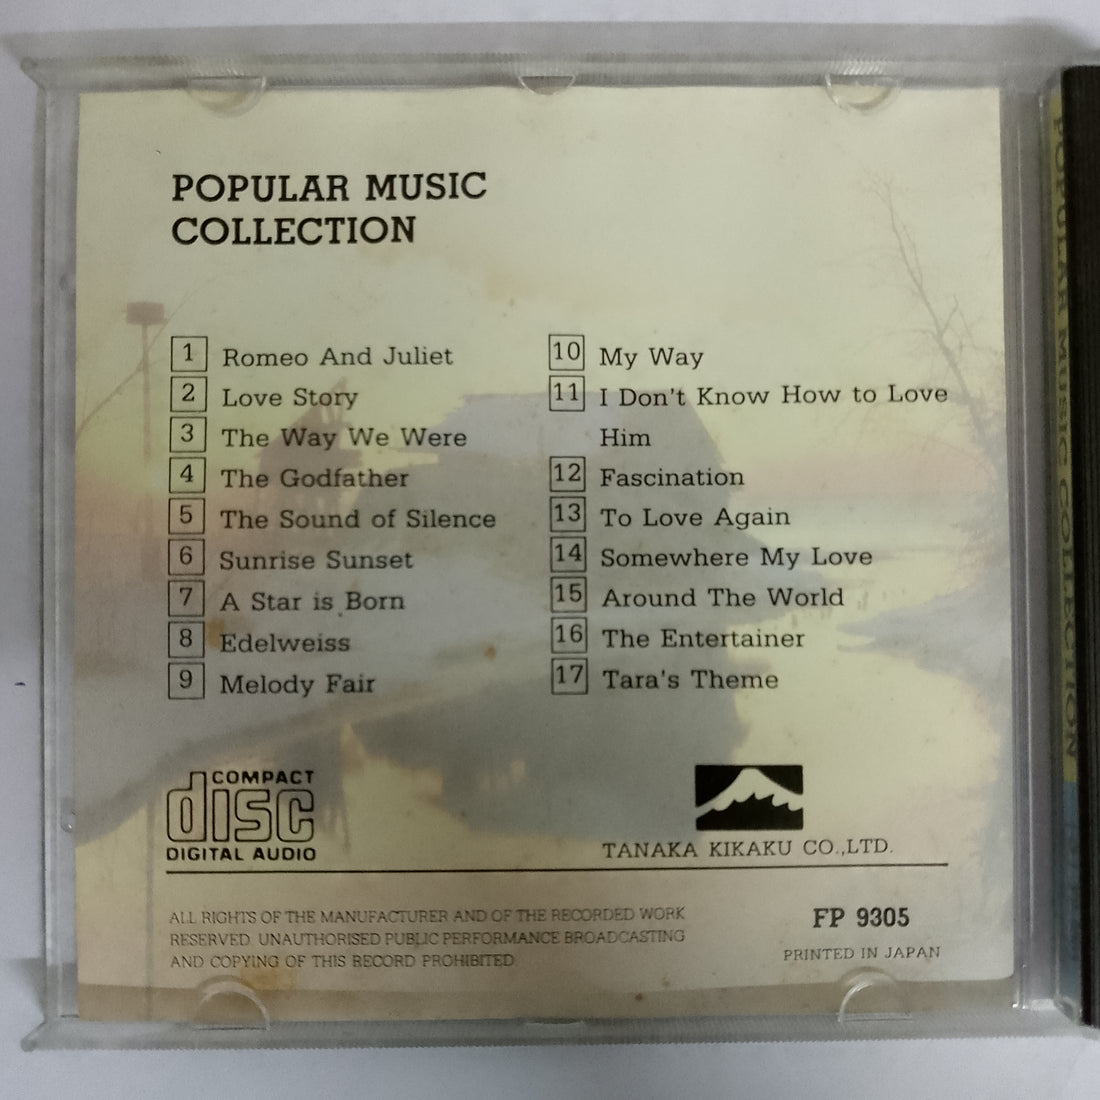 POPULAR MUSIC
COLLECTION
1 Romeo And Juliet
2 Love Story
3 The Way We Were
4 The Godfather
5 The Sound of Silence
6 Sunrise Sunset
7 A Star is Born
8 Edelweiss
9 Melody Fair
10 My Way
11 I Don't Know How to Love
Him
12 Fascination
13 To Love Again
14 Somewhere My Love
15 Around The World
16 The Entertainer
17 Tara's Theme
COMPACT
disc
DIGITAL AUDIO
TANAKA KIKAKU CO.,LTD.
ALL RIGHTS OF THE MANUFACTURER AND OF THE RECORDED WORK
RESERVED. UNAUTHORISED PUBLIC PERFORMANCE BROADCASTING
AND COPYING OF THIS RECORD PROHIBITED
FP 9305
PRINTED IN JAPAN
POPULAR MUSIC COLLECTION